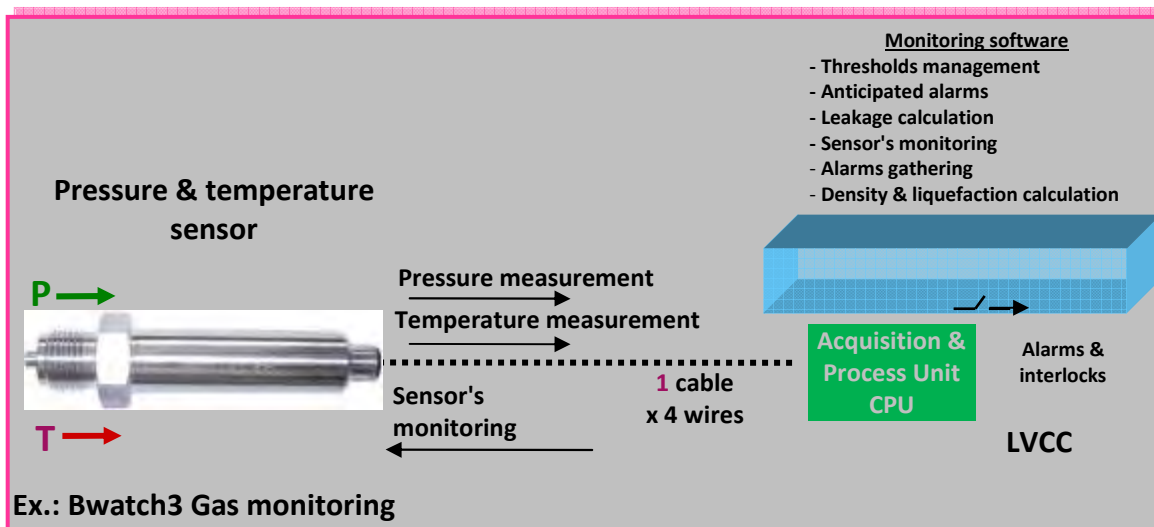 Monitoring software
- Thresholds management
- Anticipated alarms
- Leakage calculation
- Sensor's monitoring
- Alarms gathering
- Density & liquefaction calculation
Pressure & temperature
sensor
P
Pressure measurement
Temperature measurement
T
Sensor's
monitoring
1 cable
x 4 wires
Acquisition &
Process Unit
CPU
Alarms &
interlocks
LVCC
Ex.: Bwatch3 Gas monitoring